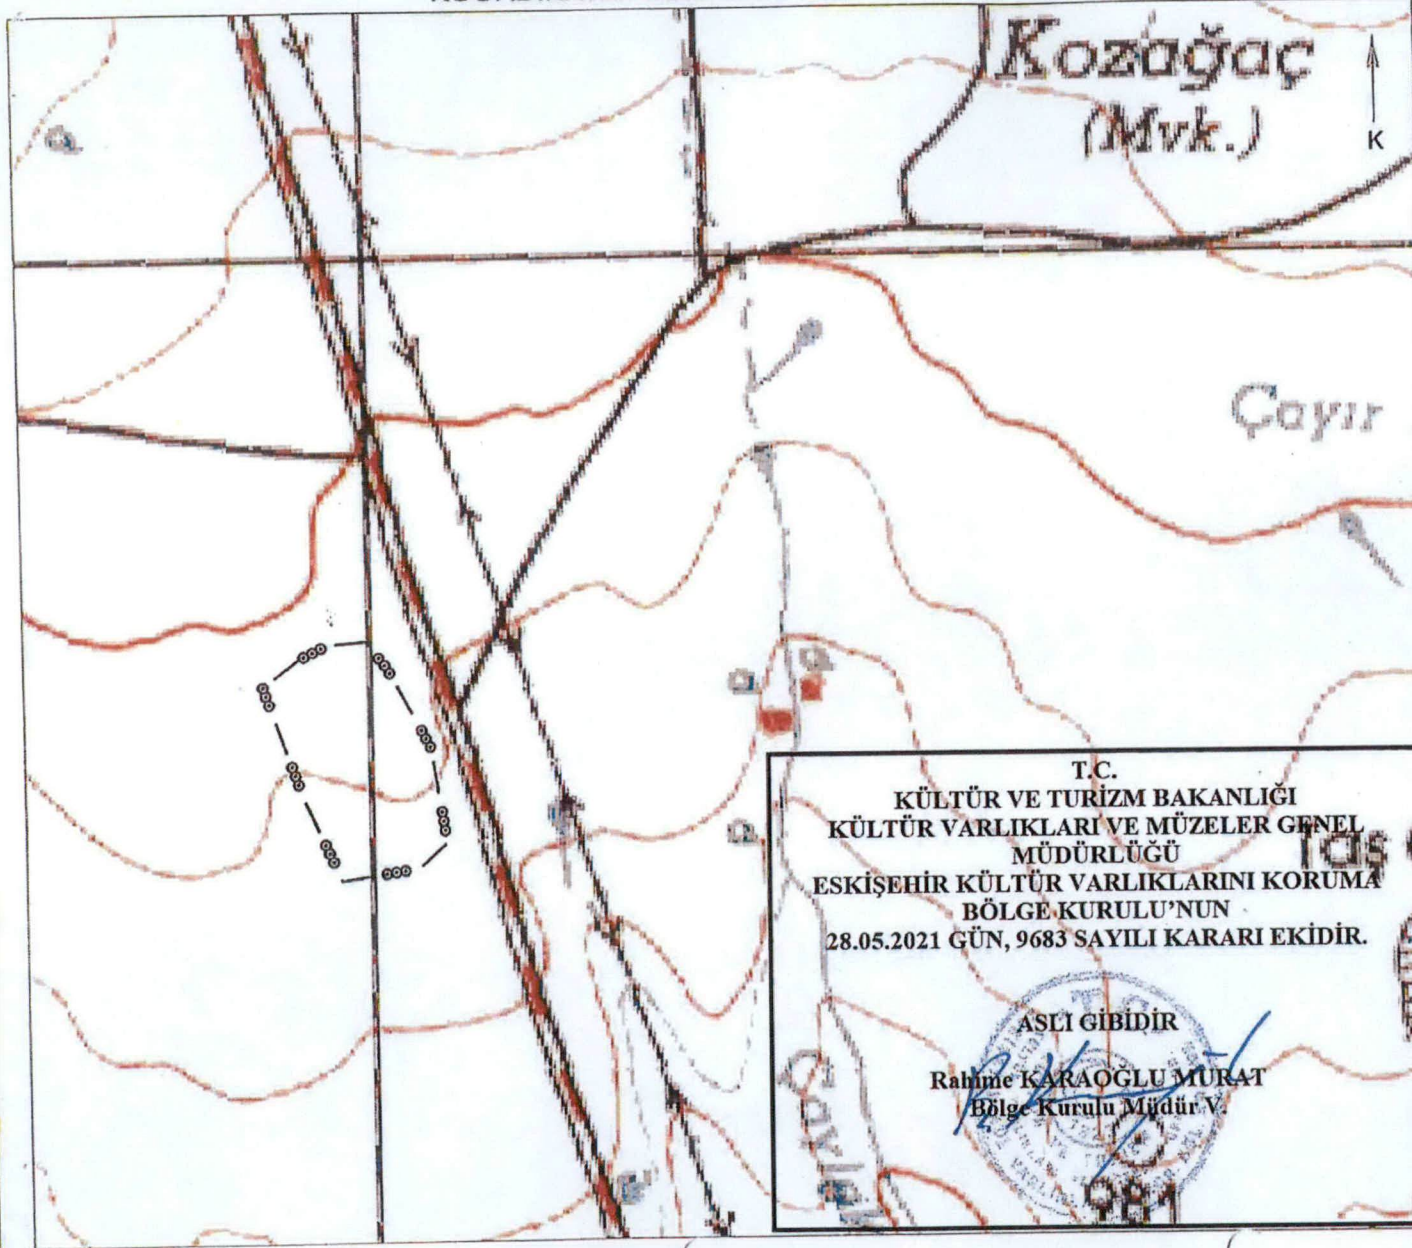 Kozağaç
(Mvk.)
K
Çayır
T.C.
KÜLTÜR VE TURİZM BAKANLIĞI
KÜLTÜR VARLIKLARI VE MÜZELER GENEL
MÜDÜRLÜĞÜ
ESKİŞEHİR KÜLTÜR VARLIKLARINI KORUMA
BÖLGE KURULU'NUN
28.05.2021 GÜN, 9683 SAYILI KARARI EKİDİR.
Taş
ASLI GİBİDİR
Rahime KARAOĞLU MURAT
Bölge Kurulu Müdür V.
981